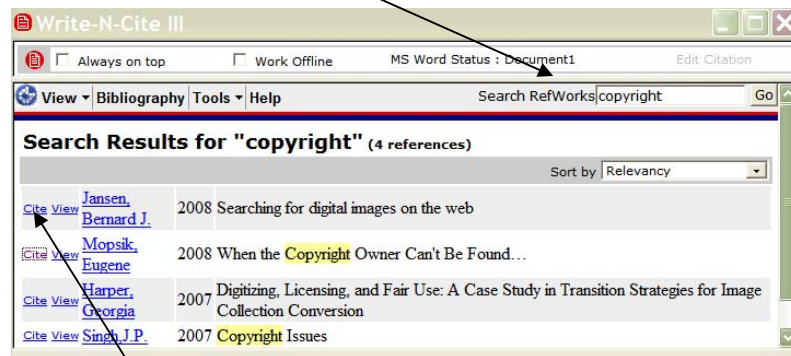 Write-N-Cite III
Always on top Work Offline MS Word Status : Document1 Edit Citation
View Bibliography Tools Help Search RefWorks copyright Go
Search Results for "copyright" (4 references)
Sort by Relevancy
Cite View Jansen, Bernard J. 2008 Searching for digital images on the web
Cite View Mopsik, Eugene 2008 When the Copyright Owner Can't Be Found...
Cite View Harper, Georgia 2007 Digitizing, Licensing, and Fair Use: A Case Study in Transition Strategies for Image
Collection Conversion
Cite View Singh, J.P. 2007 Copyright Issues